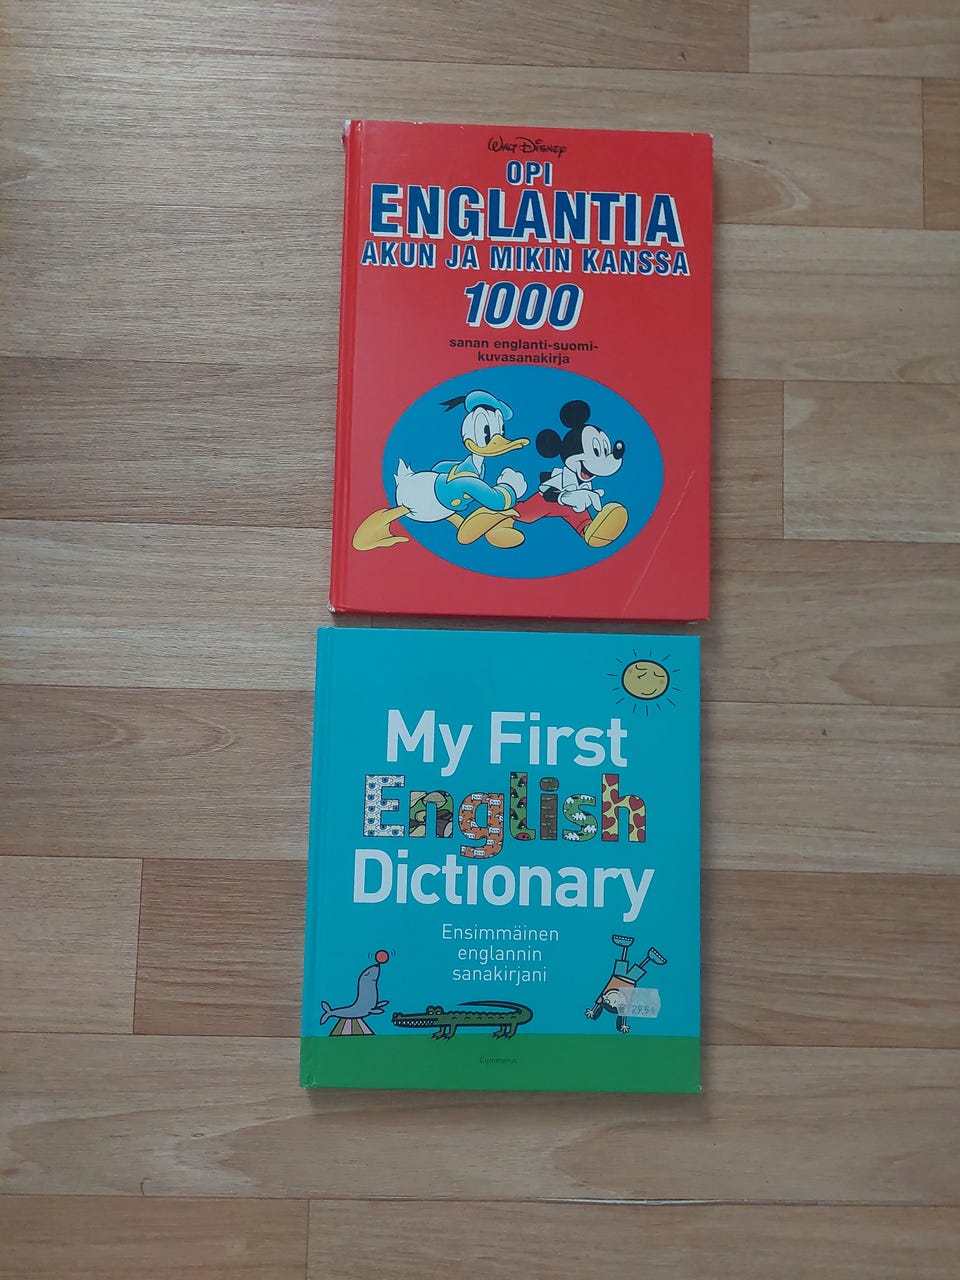 Walt Disney
OPI
ENGLANTIA
AKUN JA MIKIN KANSSA
1000
sanan englanti-suomi-
kuvasanakirja
My First
English
Dictionary
Ensimmäinen
englannin
sanakirjani
Gummerus